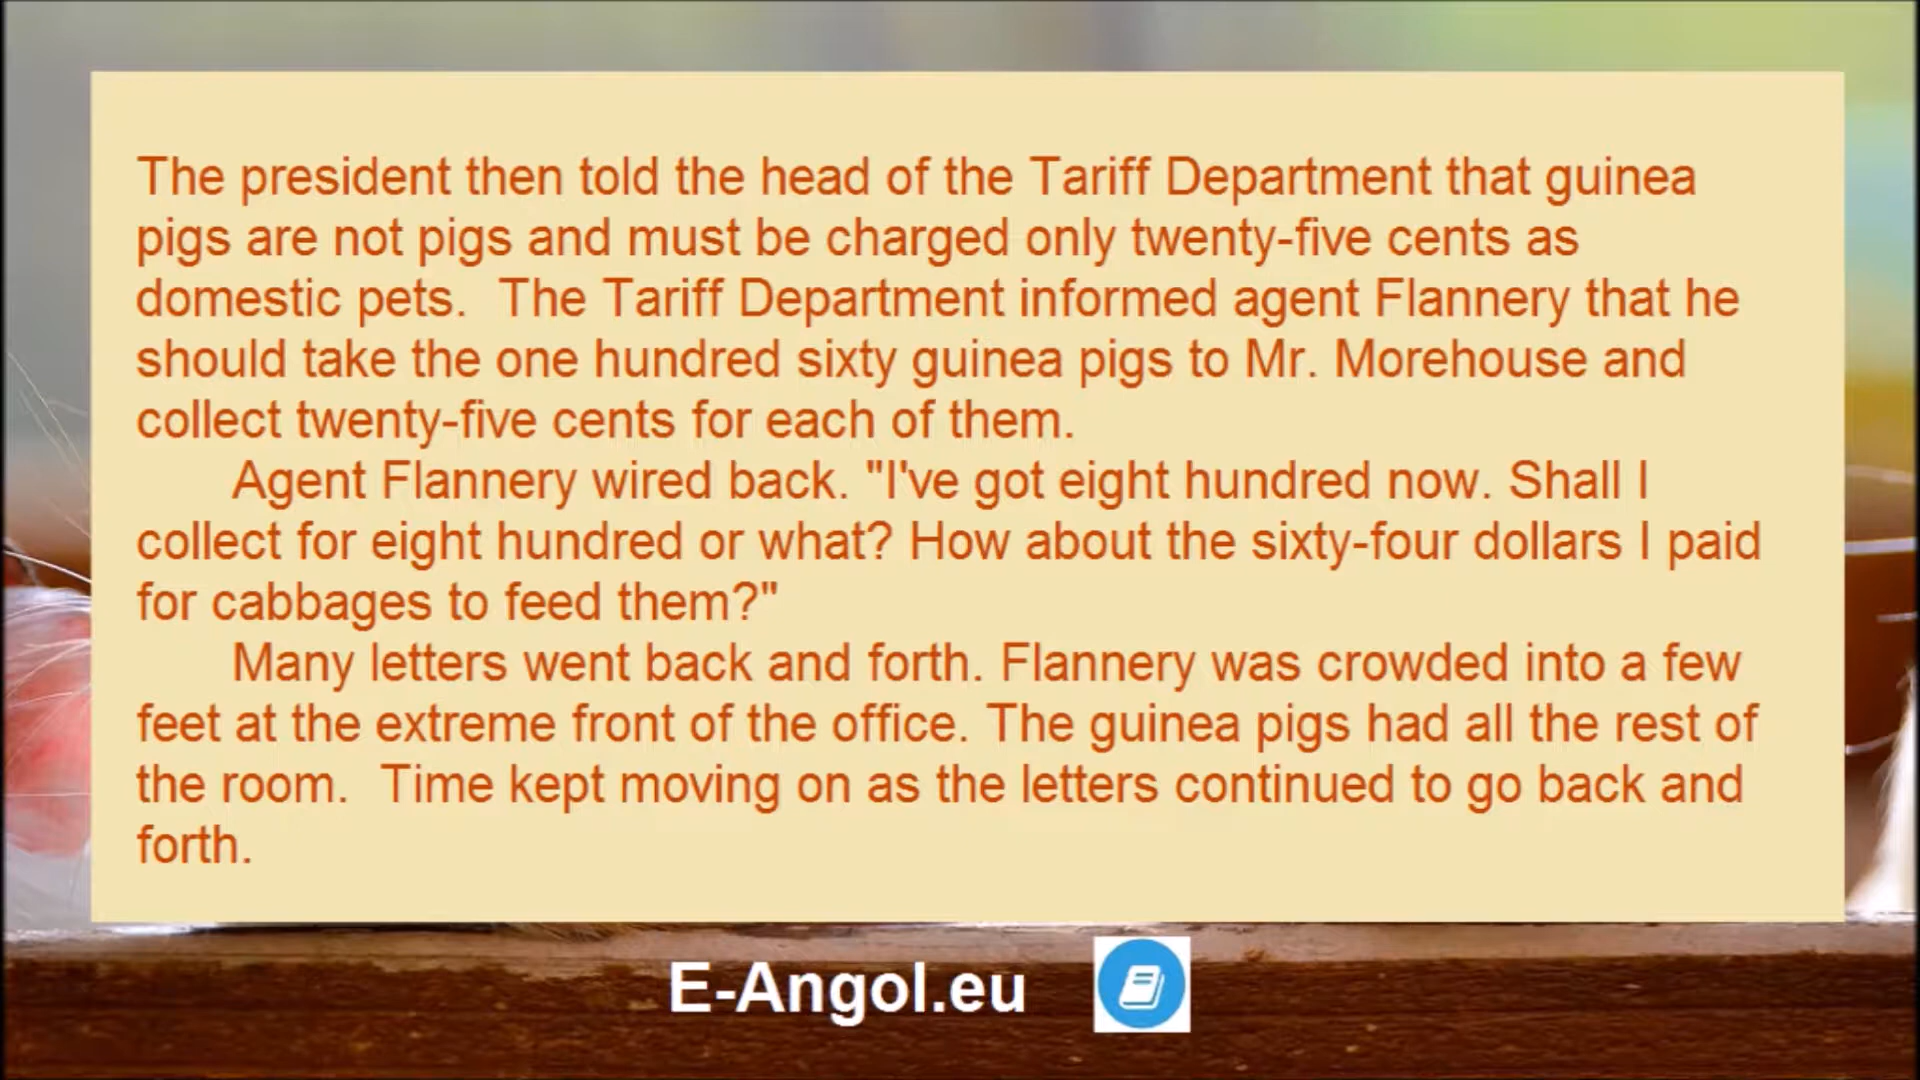 The president then told the head of the Tariff Department that guinea
pigs are not pigs and must be charged only twenty-five cents as
domestic pets.  The Tariff Department informed agent Flannery that he
should take the one hundred sixty guinea pigs to Mr. Morehouse and
collect twenty-five cents for each of them.
Agent Flannery wired back. "I've got eight hundred now. Shall I
collect for eight hundred or what? How about the sixty-four dollars I paid
for cabbages to feed them?"
Many letters went back and forth. Flannery was crowded into a few
feet at the extreme front of the office. The guinea pigs had all the rest of
the room.  Time kept moving on as the letters continued to go back and
forth.
E-Angol.eu